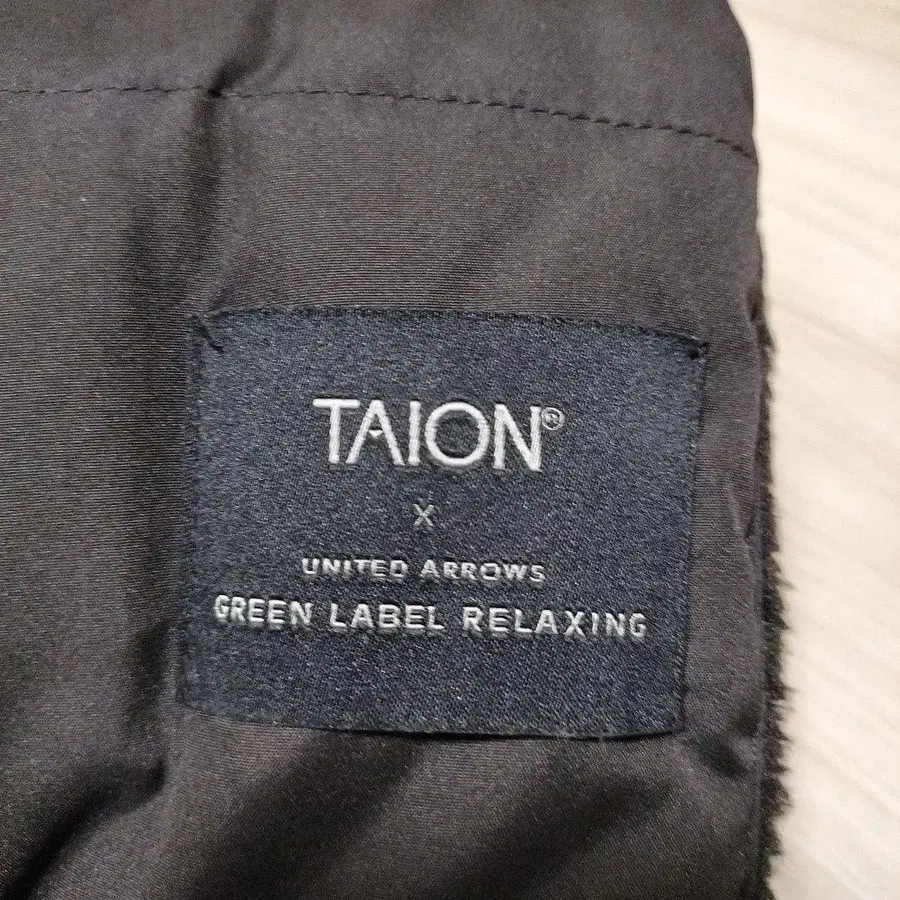 TAION®
X
UNITED ARROWS
GREEN LABEL RELAXING